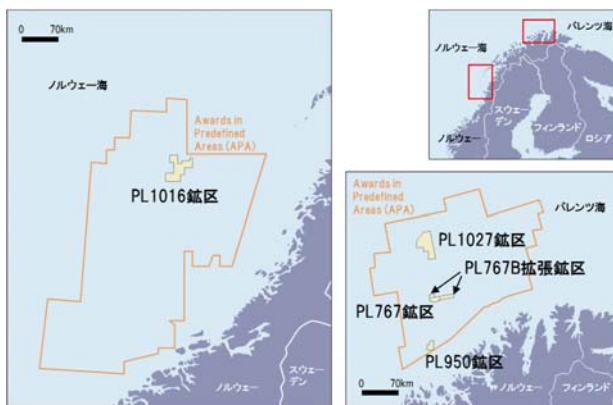 0 70km
ノルウェー海
Awards in
Predefined
Areas (APA)
PL1016鉱区
ノルウェー
スウェー
デン
バレンツ海
ノルウェー海
スウェー
デン
フィンランド
ノルウェー
ロシア
Awards in
Predefined
Areas (APA)
バレンツ海
PL1027鉱区
PL767B拡張鉱区
PL767鉱区
PL950鉱区
ノルウェー
フィンランド
0 70km